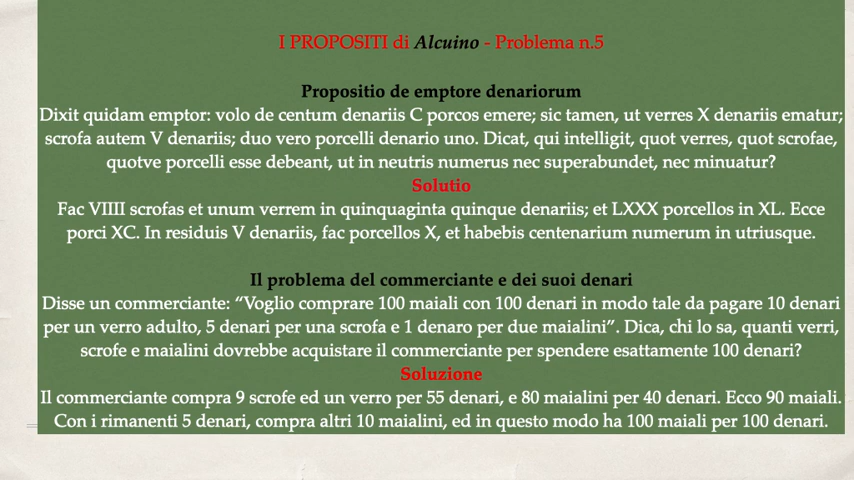 I PROPOSITI di Alcuino - Problema n.5
Propositio de emptore denariorum
Dixit quidam emptor: volo de centum denariis C porcos emere; sic tamen, ut verres X denariis ematur;
scrofa autem V denariis; duo vero porcelli denario uno. Dicat, qui intelligit, quot verres, quot scrofae,
quotve porcelli esse debeant, ut in neutris numerus nec superabundet, nec minuatur?
Solutio
Fac VIIII scrofas et unum verrem in quinquaginta quinque denariis; et LXXX porcellos in XL. Ecce
porci XC. In residuis V denariis, fac porcellos X, et habebis centenarium numerum in utriusque.
Il problema del commerciante e dei suoi denari
Disse un commerciante: “Voglio comprare 100 maiali con 100 denari in modo tale da pagare 10 denari
per un verro adulto, 5 denari per una scrofa e 1 denaro per due maialini”. Dica, chi lo sa, quanti verri,
scrofe e maialini dovrebbe acquistare il commerciante per spendere esattamente 100 denari?
Soluzione
Il commerciante compra 9 scrofe ed un verro per 55 denari, e 80 maialini per 40 denari. Ecco 90 maiali.
Con i rimanenti 5 denari, compra altri 10 maialini, ed in questo modo ha 100 maiali per 100 denari.